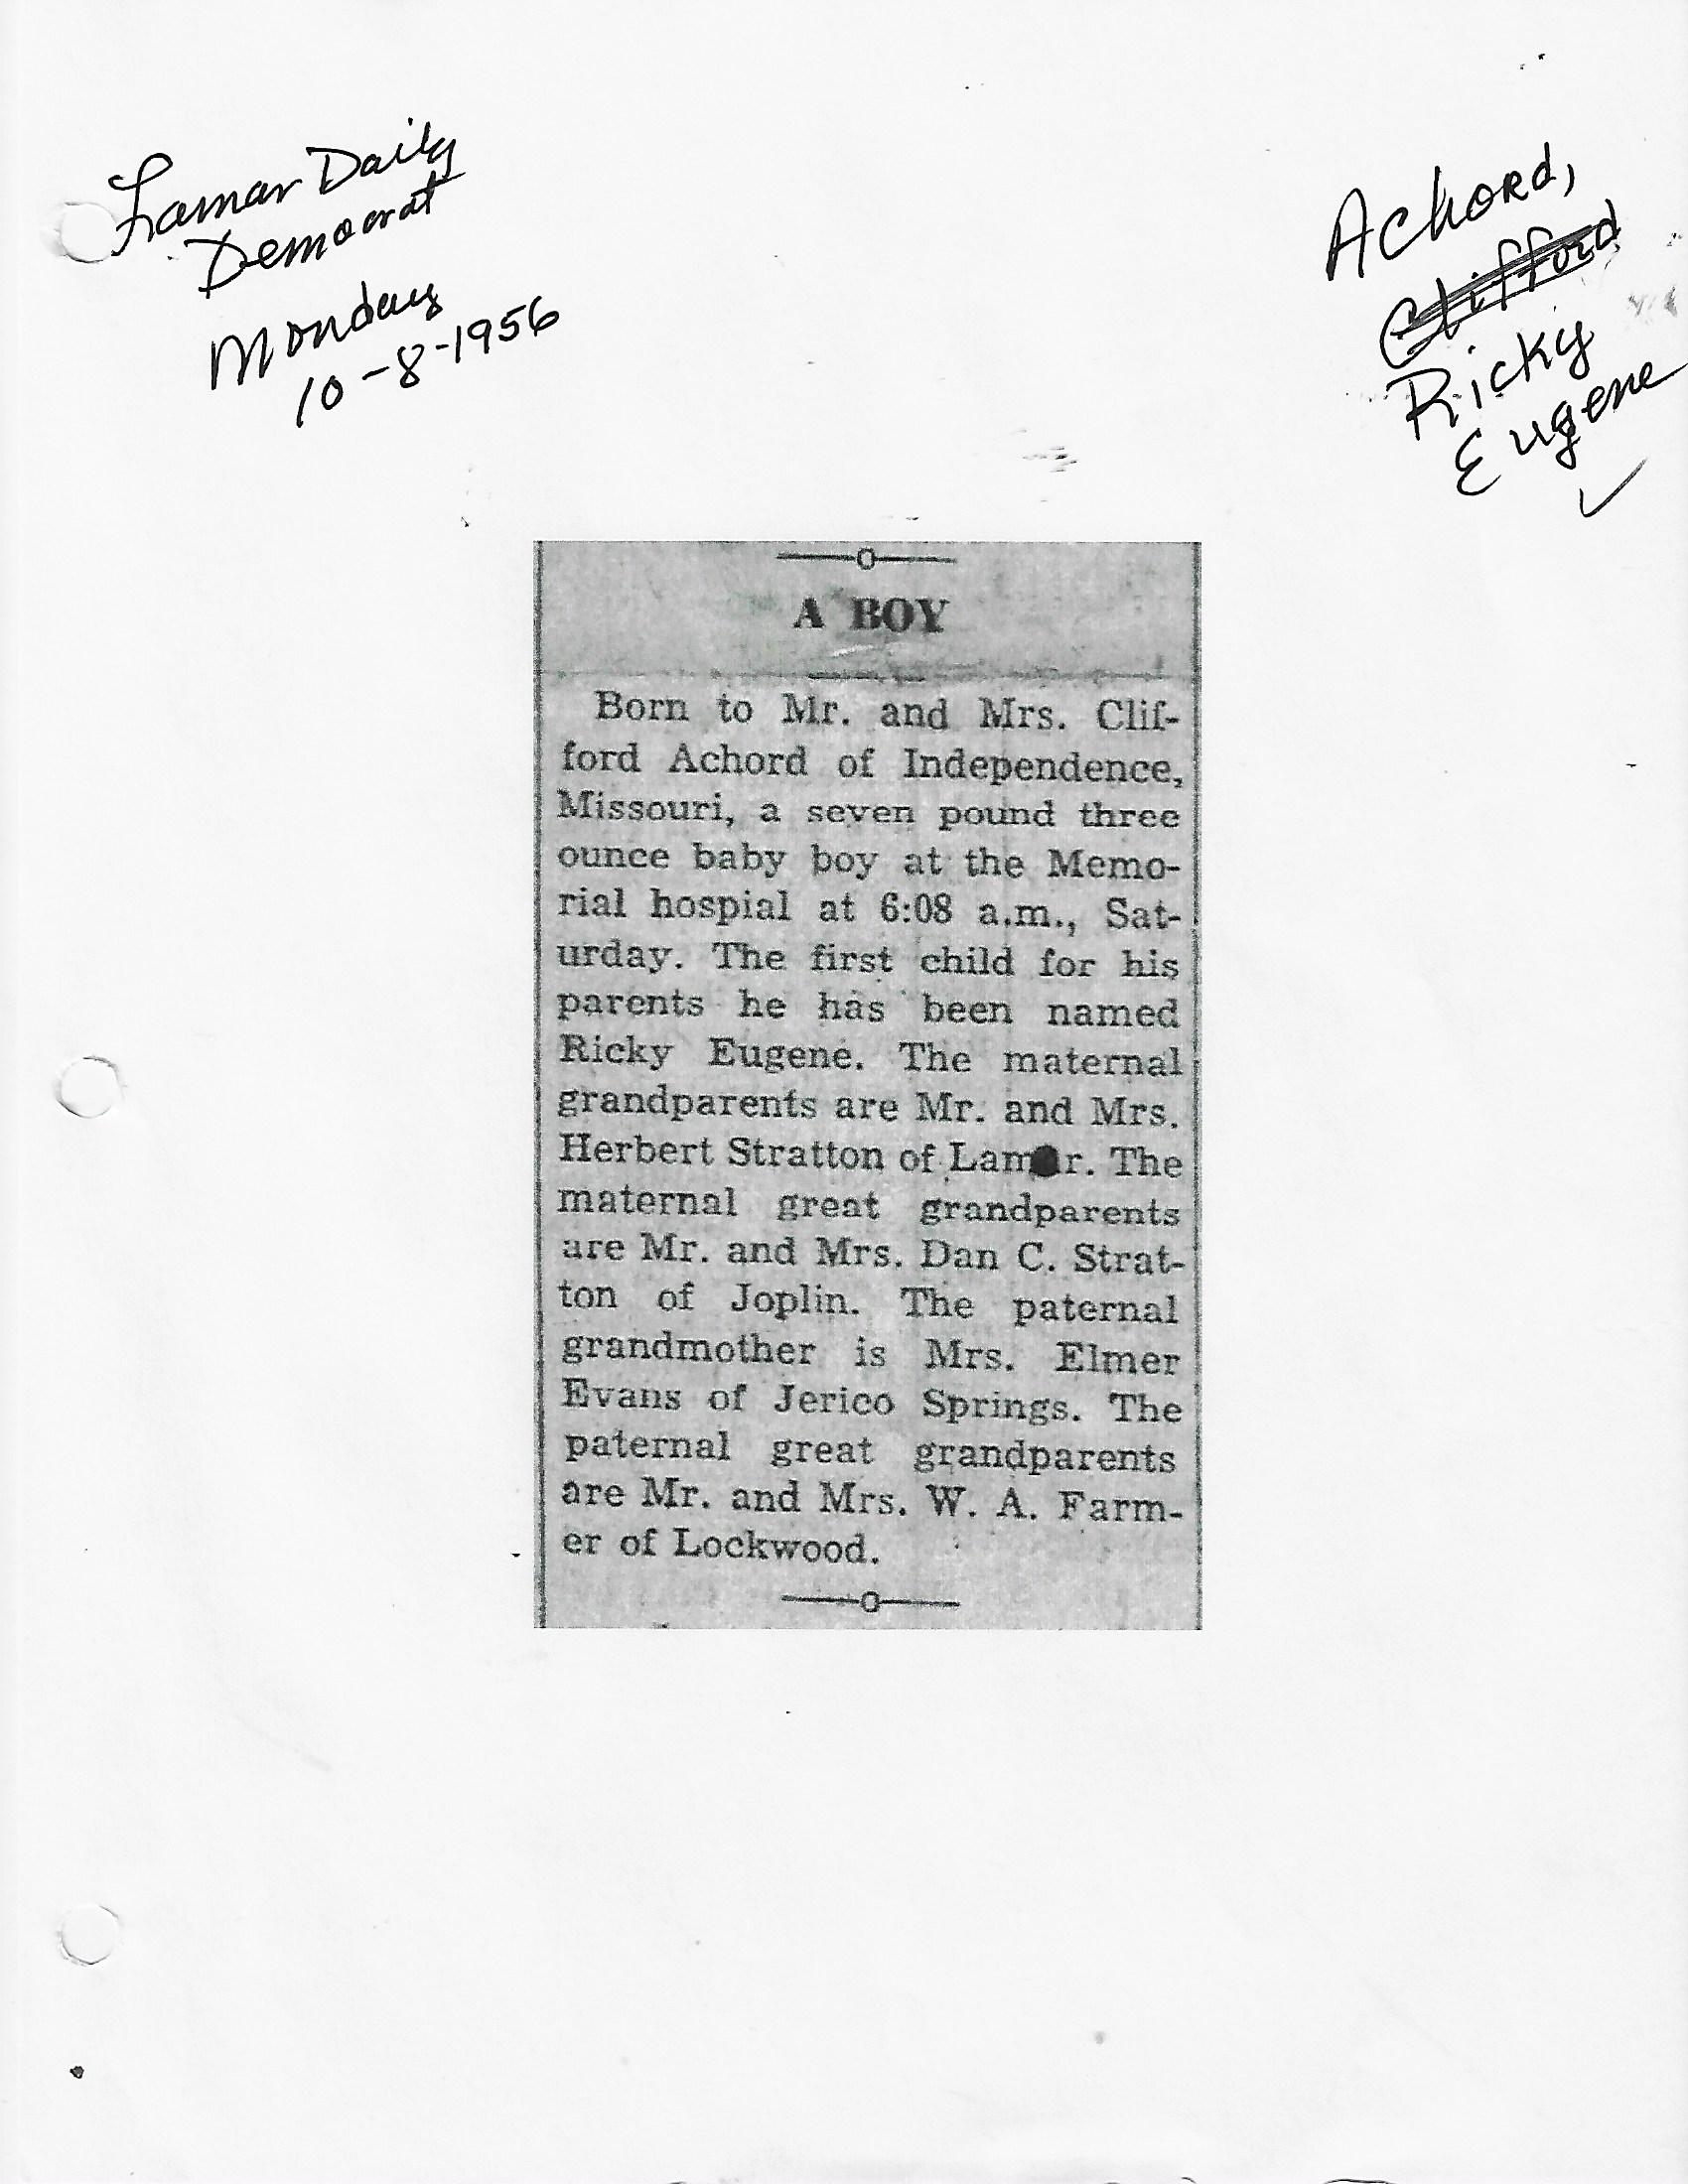 Lamar Daily
Democrat
Monday
10-8-1956
Achord,
Clifford
Ricky
Eugene
A BOY
Born to Mr. and Mrs. Clif-
ford Achord of Independence,
Missouri, a seven pound three
ounce baby boy at the Memo-
rial hospial at 6:08 a.m., Sat-
urday. The first child for his
parents he has been named
Ricky Eugene. The maternal
grandparents are Mr. and Mrs.
Herbert Stratton of Lamar. The
maternal great grandparents
are Mr. and Mrs. Dan C. Strat-
ton of Joplin. The paternal
grandmother is Mrs. Elmer
Evans of Jerico Springs. The
paternal great grandparents
are Mr. and Mrs. W. A. Farm-
er of Lockwood.